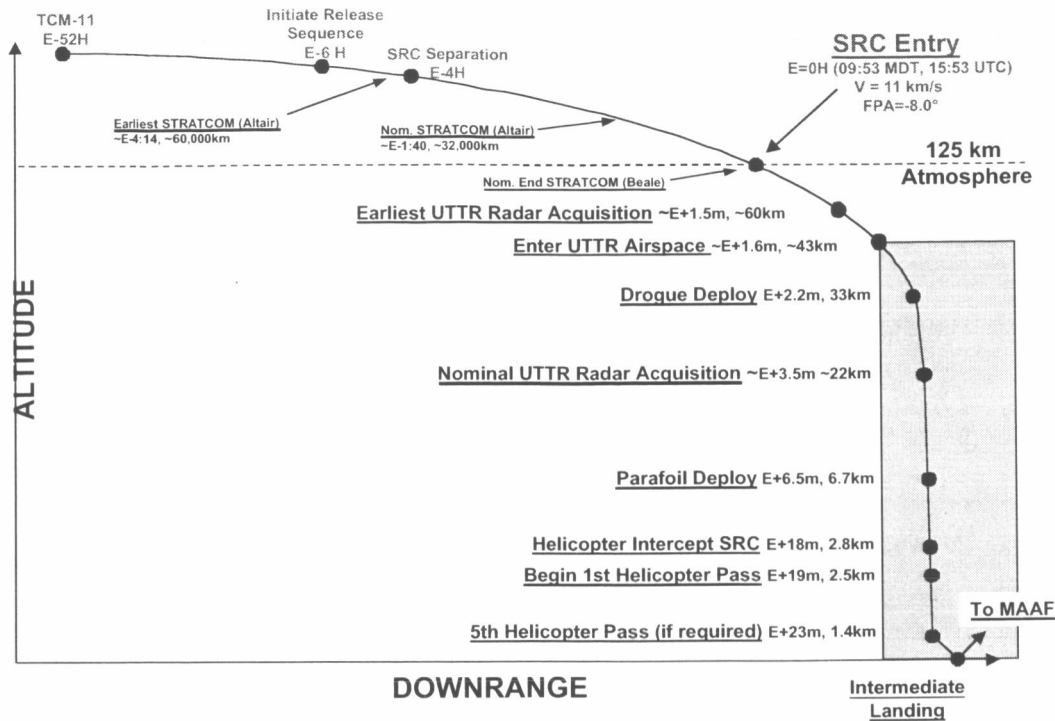 TCM-11
E-52H
Initiate Release
Sequence
E-6 H
SRC Separation
E-4H
SRC Entry
E=0H (09:53 MDT, 15:53 UTC)
V = 11 km/s
FPA=-8.0°
Earliest STRATCOM (Altair)
~E-4:14, ~60,000km
Nom. STRATCOM (Altair)
~E-1:40, ~32,000km
125 km
Atmosphere
Nom. End STRATCOM (Beale)
Earliest UTTR Radar Acquisition ~E+1.5m, ~60km
Enter UTTR Airspace ~E+1.6m, ~43km
Drogue Deploy E+2.2m, 33km
ALTITUDE
Nominal UTTR Radar Acquisition ~E+3.5m ~22km
Parafoil Deploy E+6.5m, 6.7km
Helicopter Intercept SRC E+18m, 2.8km
Begin 1st Helicopter Pass E+19m, 2.5km
To MAAF
5th Helicopter Pass (if required) E+23m, 1.4km
DOWNRANGE
Intermediate
Landing